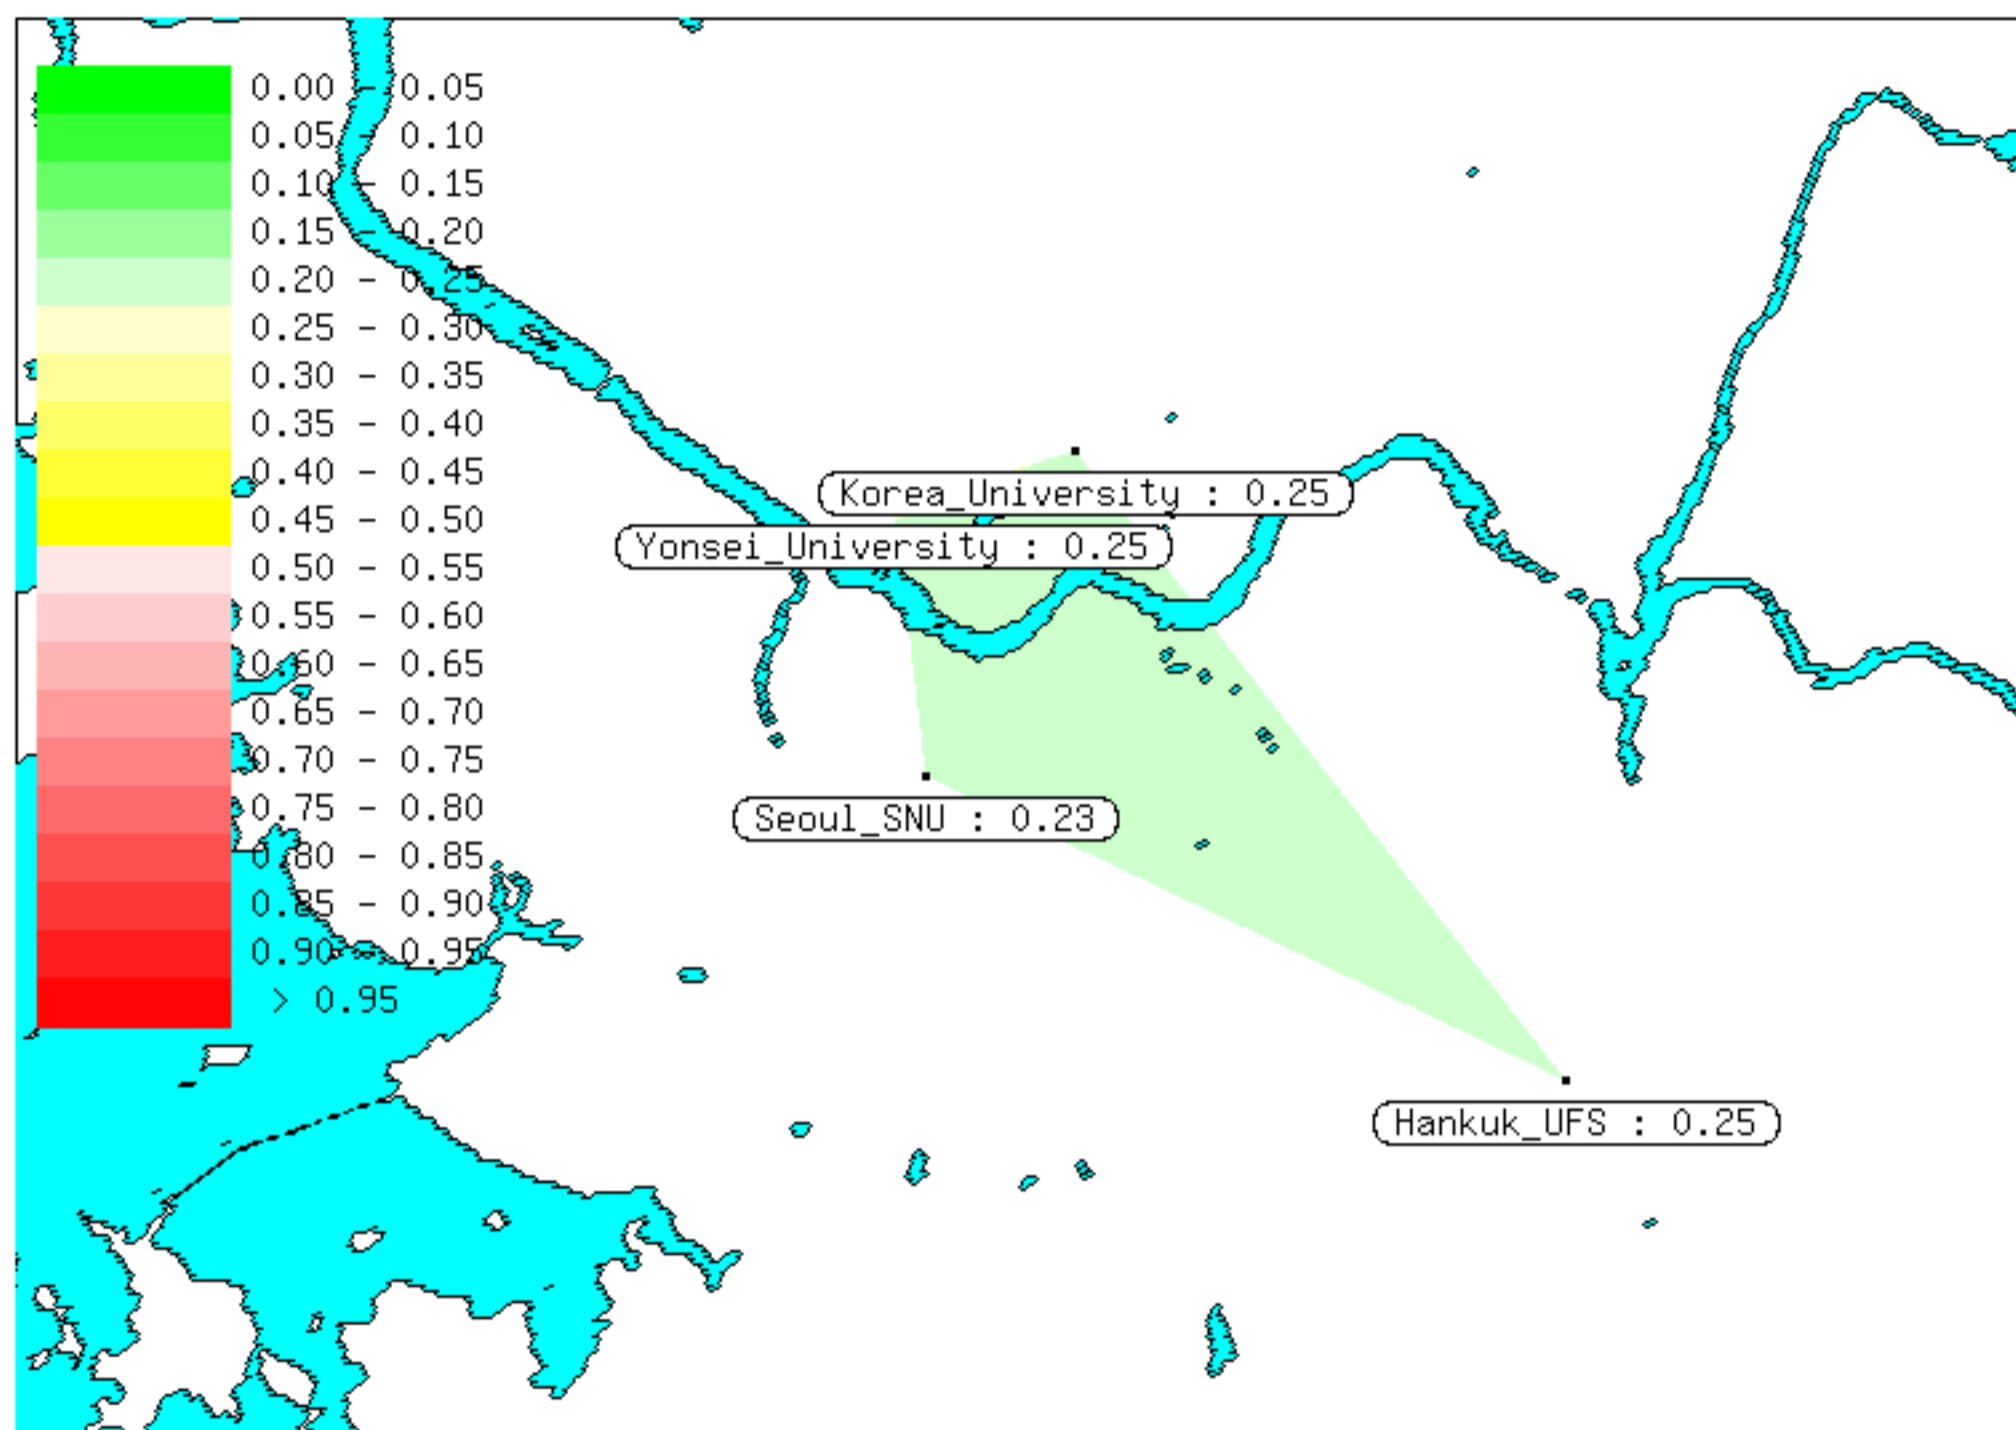 0.00 - 0.05
0.05 - 0.10
0.10 - 0.15
0.15 - 0.20
0.20 - 0.25
0.25 - 0.30
0.30 - 0.35
0.35 - 0.40
0.40 - 0.45
0.45 - 0.50
0.50 - 0.55
0.55 - 0.60
0.60 - 0.65
0.65 - 0.70
0.70 - 0.75
0.75 - 0.80
0.80 - 0.85
0.85 - 0.90
0.90 - 0.95
> 0.95
Korea_University : 0.25
Yonsei_University : 0.25
Seoul_SNU : 0.23
Hankuk_UFS : 0.25